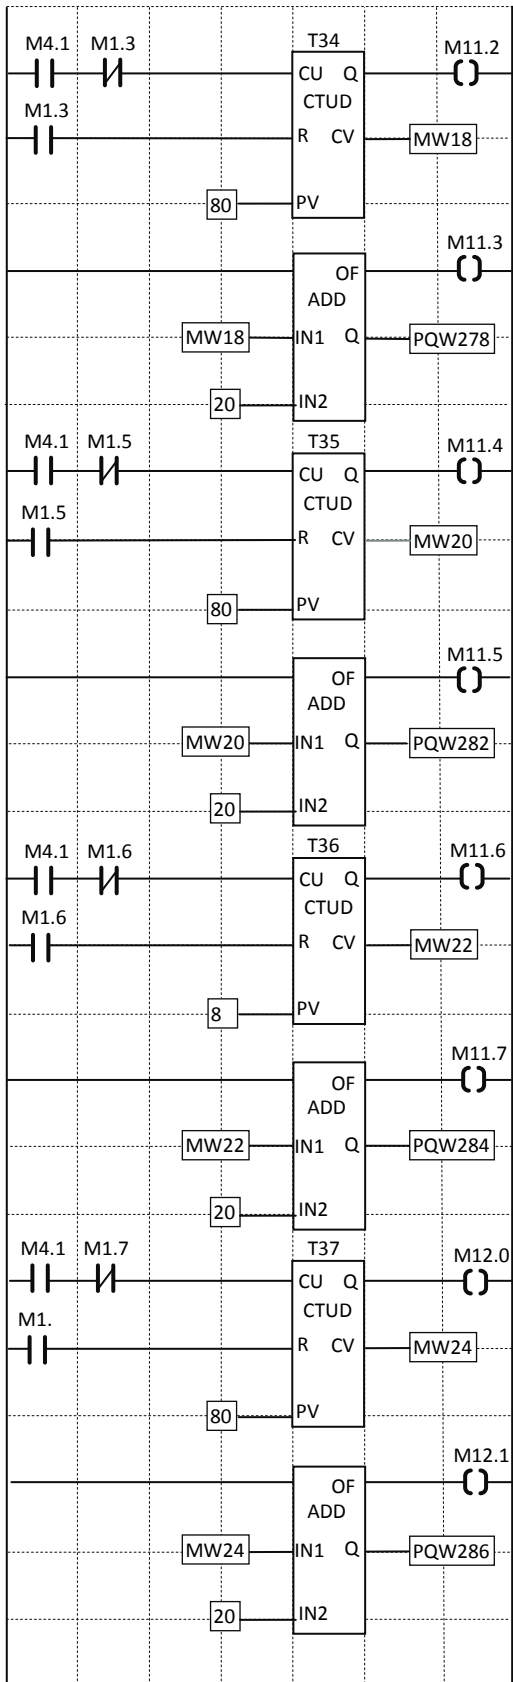 T34
M4.1 M1.3 M11.2
CU Q
CTUD
M1.3
R CV MW18
80 PV
M11.3
OF
ADD
MW18 IN1 Q PQW278
20 IN2
T35
M4.1 M1.5 M11.4
CU Q
CTUD
M1.5
R CV MW20
80 PV
M11.5
OF
ADD
MW20 IN1 Q PQW282
20 IN2
T36
M4.1 M1.6 M11.6
CU Q
CTUD
M1.6
R CV MW22
8 PV
M11.7
OF
ADD
MW22 IN1 Q PQW284
20 IN2
T37
M4.1 M1.7 M12.0
CU Q
CTUD
M1.
R CV MW24
80 PV
M12.1
OF
ADD
MW24 IN1 Q PQW286
20 IN2